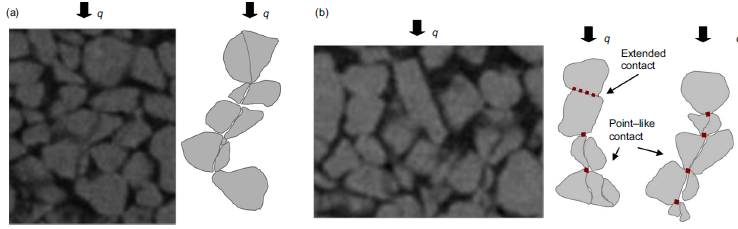 (a)
q
(b)
q
q
q
q
Extended
contact
Point–like
contact